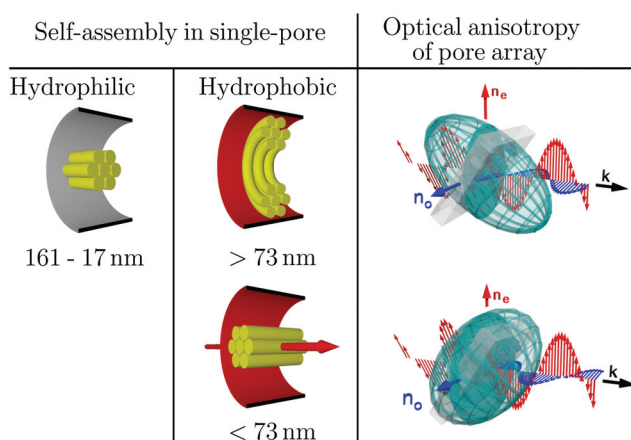 Self-assembly in single-pore
Optical anisotropy
of pore array
Hydrophilic
Hydrophobic
161 - 17 nm
> 73 nm
< 73 nm
n_e
n_o
k
n_e
n_o
k